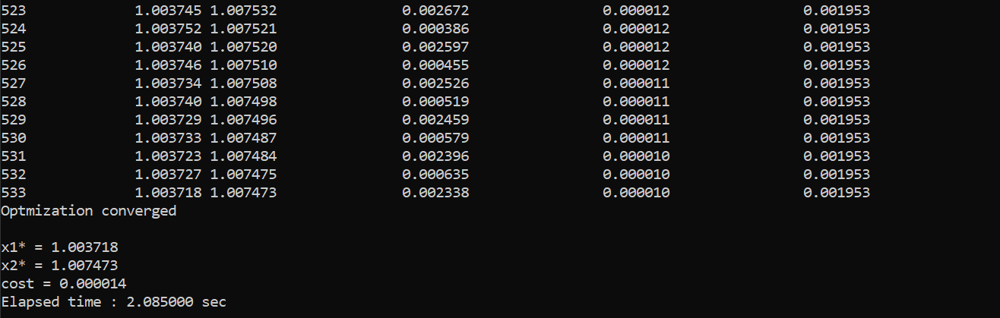 523 1.003745 1.007532 0.002672 0.000012 0.001953
524 1.003752 1.007521 0.000386 0.000012 0.001953
525 1.003740 1.007520 0.002597 0.000012 0.001953
526 1.003746 1.007510 0.000455 0.000012 0.001953
527 1.003734 1.007508 0.002526 0.000011 0.001953
528 1.003740 1.007498 0.000519 0.000011 0.001953
529 1.003729 1.007496 0.002459 0.000011 0.001953
530 1.003733 1.007487 0.000579 0.000011 0.001953
531 1.003723 1.007484 0.002396 0.000010 0.001953
532 1.003727 1.007475 0.000635 0.000010 0.001953
533 1.003718 1.007473 0.002338 0.000010 0.001953
Optmization converged
x1* = 1.003718
x2* = 1.007473
cost = 0.000014
Elapsed time : 2.085000 sec